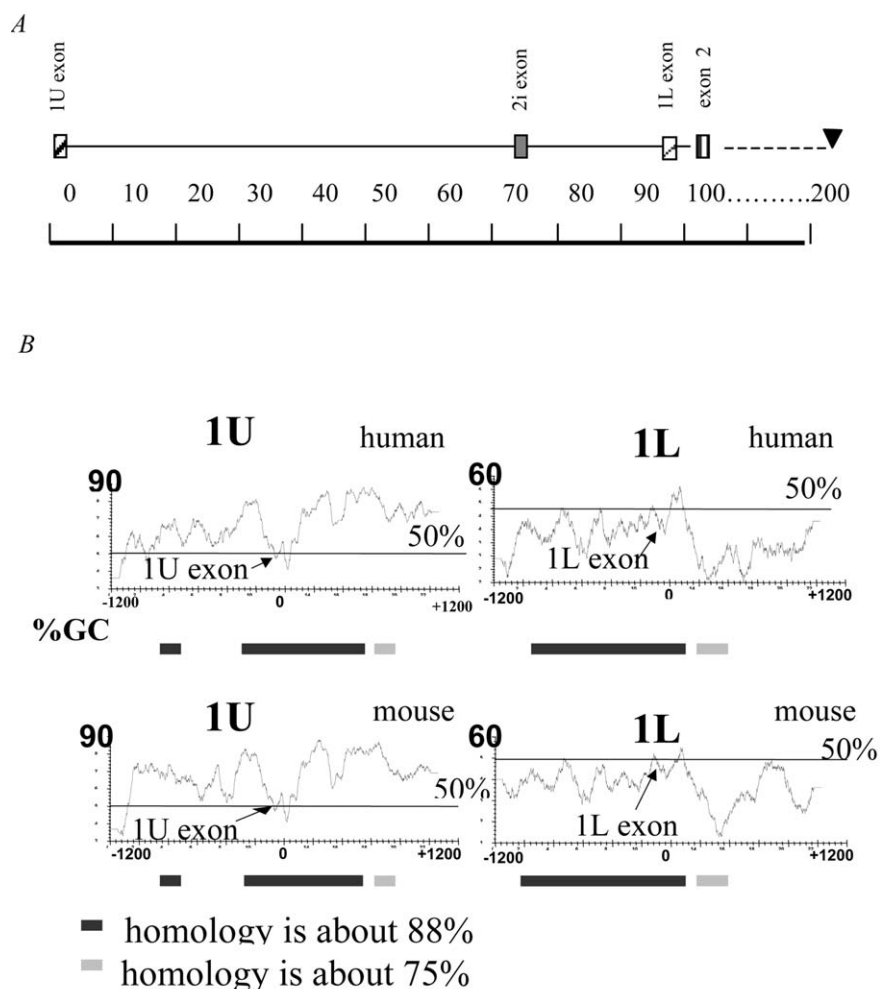 A
1U exon
2i exon
1L exon
exon 2
0 10 20 30 40 50 60 70 80 90 100..........200
B
1U human
90
50%
1U exon
-1200 0 +1200
1L human
60
50%
1L exon
-1200 0 +1200
%GC
1U mouse
90
50%
1U exon
-1200 0 +1200
1L mouse
60
50%
1L exon
-1200 0 +1200
homology is about 88%
homology is about 75%